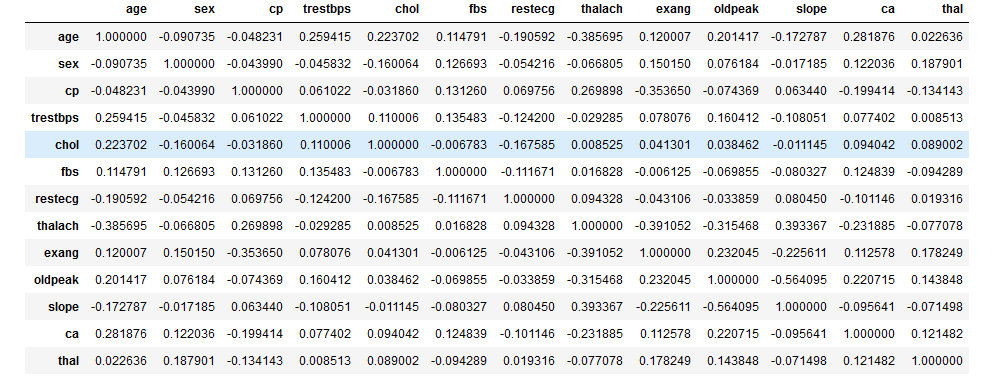 age sex cp trestbps chol fbs restecg thalach exang oldpeak slope ca thal
age 1.000000 -0.090735 -0.048231 0.259415 0.223702 0.114791 -0.190592 -0.385695 0.120007 0.201417 -0.172787 0.281876 0.022636
sex -0.090735 1.000000 -0.043990 -0.045832 -0.160064 0.126693 -0.054216 -0.066805 0.150150 0.076184 -0.017185 0.122036 0.187901
cp -0.048231 -0.043990 1.000000 0.061022 -0.031860 0.131260 0.069756 0.269898 -0.353650 -0.074369 0.063440 -0.199414 -0.134143
trestbps 0.259415 -0.045832 0.061022 1.000000 0.110006 0.135483 -0.124200 -0.029285 0.078076 0.160412 -0.108051 0.077402 0.008513
chol 0.223702 -0.160064 -0.031860 0.110006 1.000000 -0.006783 -0.167585 0.008525 0.041301 0.038462 -0.011145 0.094042 0.089002
fbs 0.114791 0.126693 0.131260 0.135483 -0.006783 1.000000 -0.111671 0.016828 -0.006125 -0.069855 -0.080327 0.124839 -0.094289
restecg -0.190592 -0.054216 0.069756 -0.124200 -0.167585 -0.111671 1.000000 0.094328 -0.043106 -0.033859 0.080450 -0.101146 0.019316
thalach -0.385695 -0.066805 0.269898 -0.029285 0.008525 0.016828 0.094328 1.000000 -0.391052 -0.315468 0.393367 -0.231885 -0.077078
exang 0.120007 0.150150 -0.353650 0.078076 0.041301 -0.006125 -0.043106 -0.391052 1.000000 0.232045 -0.225611 0.112578 0.178249
oldpeak 0.201417 0.076184 -0.074369 0.160412 0.038462 -0.069855 -0.033859 -0.315468 0.232045 1.000000 -0.564095 0.220715 0.143848
slope -0.172787 -0.017185 0.063440 -0.108051 -0.011145 -0.080327 0.080450 0.393367 -0.225611 -0.564095 1.000000 -0.095641 -0.071498
ca 0.281876 0.122036 -0.199414 0.077402 0.094042 0.124839 -0.101146 -0.231885 0.112578 0.220715 -0.095641 1.000000 0.121482
thal 0.022636 0.187901 -0.134143 0.008513 0.089002 -0.094289 0.019316 -0.077078 0.178249 0.143848 -0.071498 0.121482 1.000000